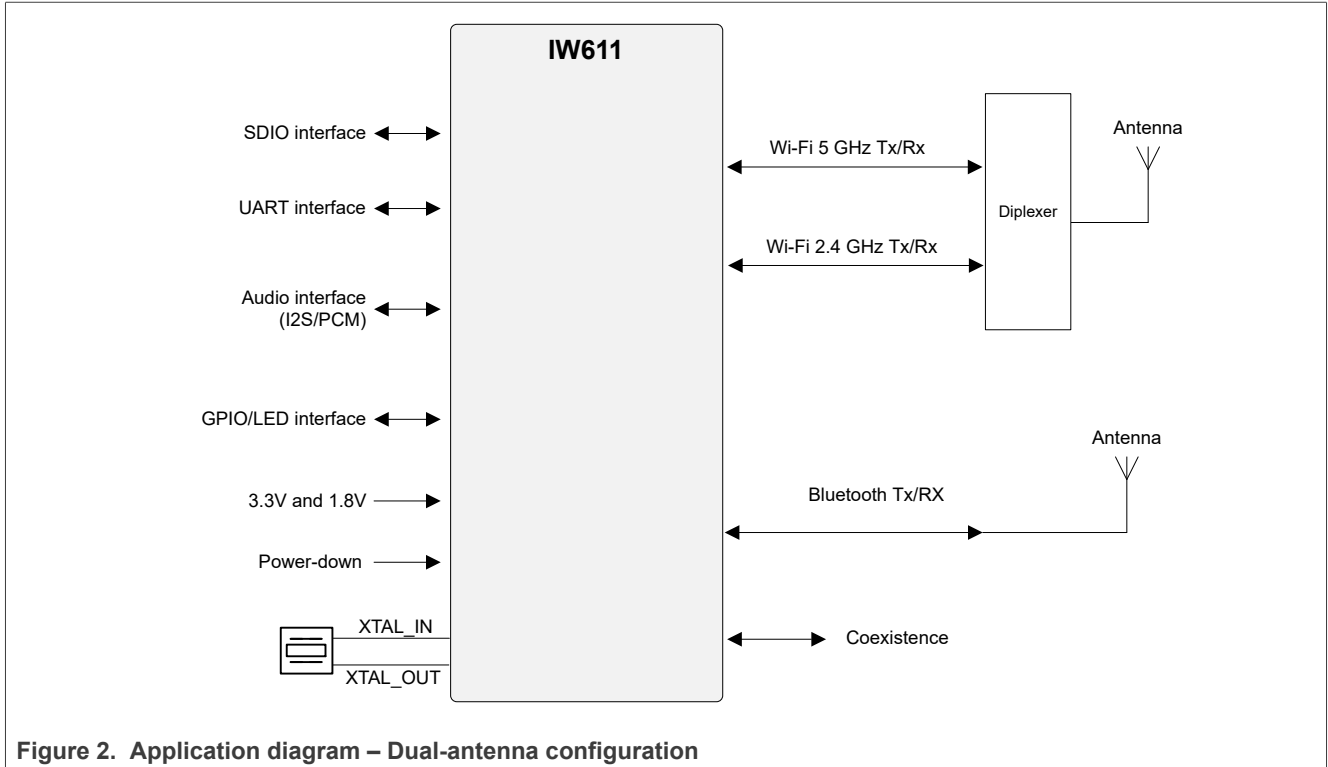 IW611
SDIO interface
UART interface
Audio interface
(I2S/PCM)
GPIO/LED interface
3.3V and 1.8V
Power-down
XTAL_IN
XTAL_OUT
Wi-Fi 5 GHz Tx/Rx
Wi-Fi 2.4 GHz Tx/Rx
Diplexer
Antenna
Antenna
Bluetooth Tx/RX
Coexistence
Figure 2. Application diagram – Dual-antenna configuration